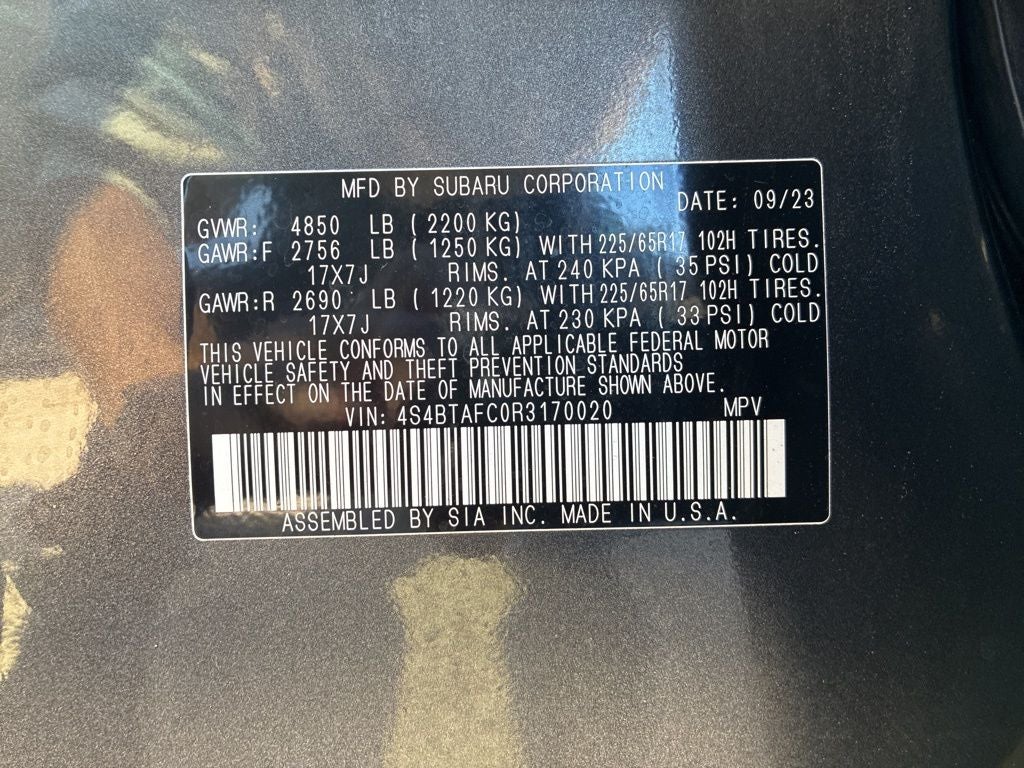 MFD BY SUBARU CORPORATION
DATE: 09/23
GVWR: 4850 LB ( 2200 KG)
GAWR:F 2756 LB ( 1250 KG) WITH 225/65R17 102H TIRES.
17X7J RIMS. AT 240 KPA ( 35 PSI) COLD
GAWR:R 2690 LB ( 1220 KG) WITH 225/65R17 102H TIRES.
17X7J RIMS. AT 230 KPA ( 33 PSI) COLD
THIS VEHICLE CONFORMS TO ALL APPLICABLE FEDERAL MOTOR
VEHICLE SAFETY AND THEFT PREVENTION STANDARDS
IN EFFECT ON THE DATE OF MANUFACTURE SHOWN ABOVE.
VIN: 4S4BTAFC0R3170020 MPV
ASSEMBLED BY SIA INC. MADE IN U.S.A.